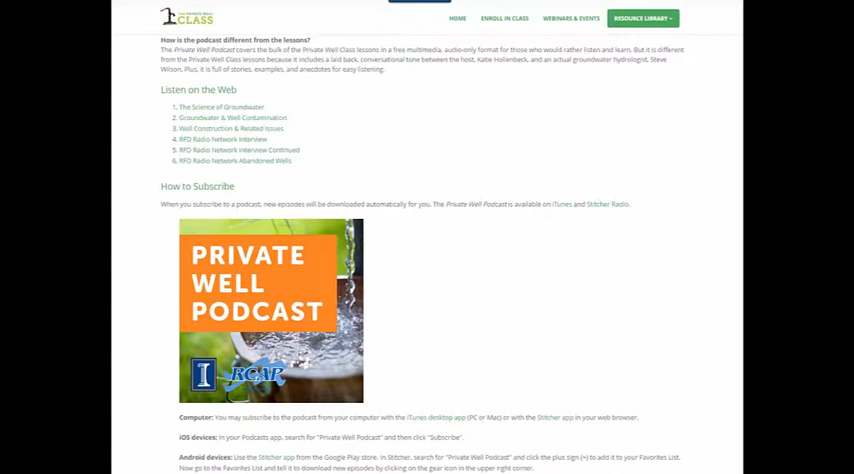 THE PRIVATE WELL
CLASS
HOME ENROLL IN CLASS WEBINARS & EVENTS RESOURCE LIBRARY
How is the podcast different from the lessons?
The Private Well Podcast covers the bulk of the Private Well Class lessons in a free multimedia, audio-only format for those who would rather listen and learn. But it is different
from the Private Well Class lessons because it includes a laid back, conversational tone between the host, Katie Hollenbeck, and an actual groundwater hydrologist, Steve
Wilson. Plus, it is full of stories, examples, and anecdotes for easy listening.
Listen on the Web
1. The Science of Groundwater
2. Groundwater & Well Contamination
3. Well Construction & Related Issues
4. RFD Radio Network Interview
5. RFD Radio Network Interview Continued
6. RFD Radio Network Abandoned Wells
How to Subscribe
When you subscribe to a podcast, new episodes will be downloaded automatically for you. The Private Well Podcast is available on iTunes and Stitcher Radio.
PRIVATE
WELL
PODCAST
I RCAP
Computer: You may subscribe to the podcast from your computer with the iTunes desktop app (PC or Mac) or with the Stitcher app in your web browser.
iOS devices: In your Podcasts app, search for "Private Well Podcast" and then click "Subscribe".
Android devices: Use the Stitcher app from the Google Play store. In Stitcher, search for "Private Well Podcast" and click the plus sign (+) to add it to your Favorites List.
Now go to the Favorites List and tell it to download new episodes by clicking on the gear icon in the upper right corner.